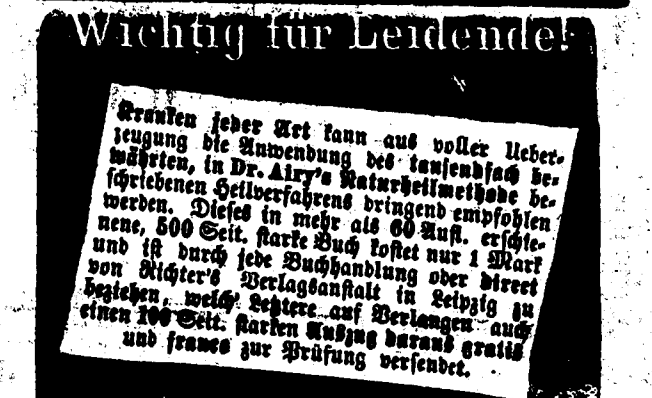 Wichtig für Leidende!
Kranken jeder Art kann aus voller Ueber-
zeugung die Anwendung des tausendfach be-
währten, in Dr. Airy's Naturheilmethode be-
schriebenen Heilverfahrens dringend empfohlen
werden. Dieses in mehr als 60 Aufl. erschie-
nene, 500 Seit. starke Buch kostet nur 1 Mark
und ist durch jede Buchhandlung oder direct
von Richter's Verlagsanstalt in Leipzig zu
beziehen, welch' Letztere auf Verlangen auch
einen 100 Seit. starken Auszug daraus gratis
und franco zur Prüfung versendet.